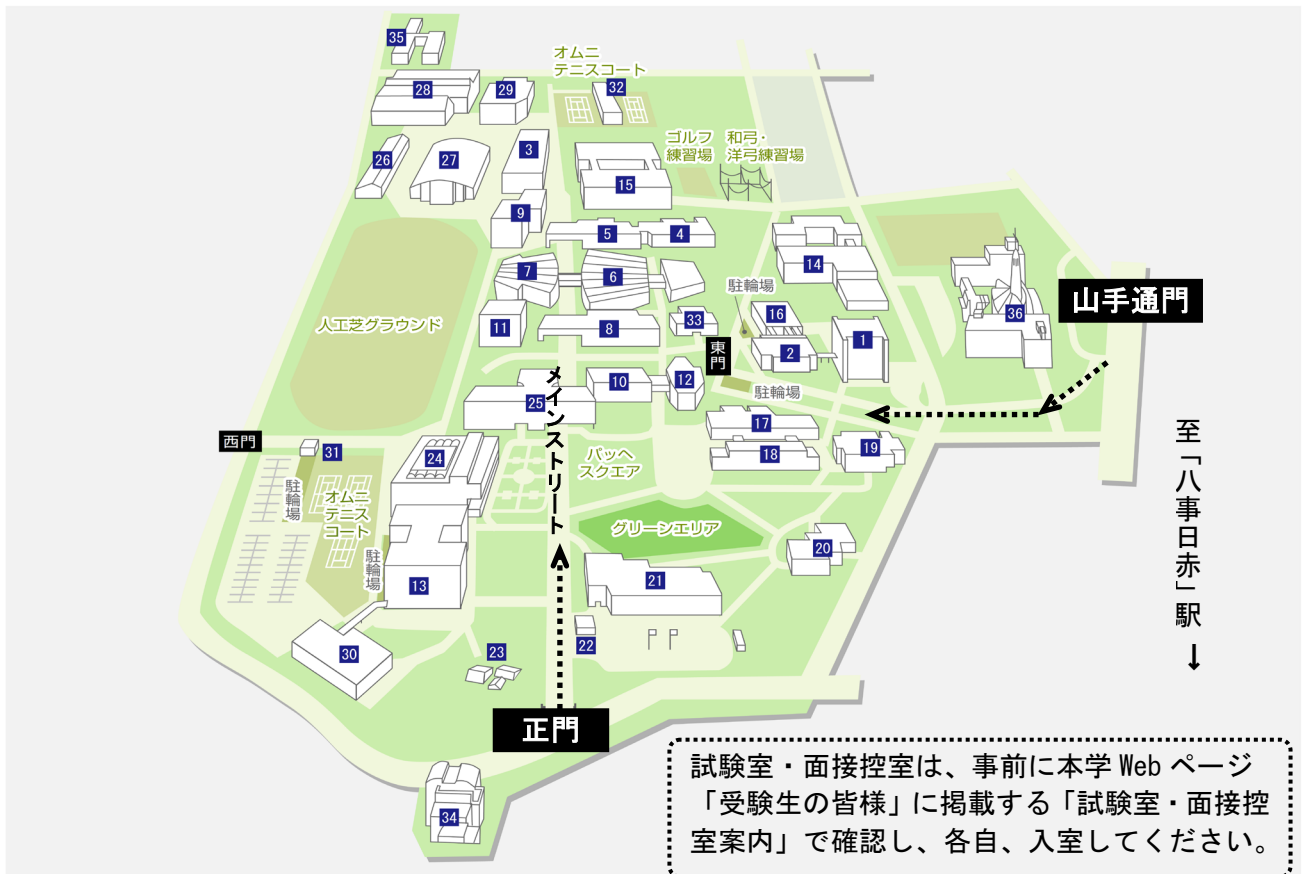 35
オムニ
テニスコート
28
29
32
ゴルフ
練習場
和弓・
洋弓練習場
26
27
3
15
9
5
4
7
6
14
駐輪場
山手通門
36
人工芝グラウンド
11
8
33
16
1
東門
2
10
12
駐輪場
メインストリート
25
17
至「八事日赤」駅
↓
西門
31
24
バッヘ
スクエア
18
19
駐輪場
オムニ
テニス
コート
グリーンエリア
20
駐輪場
13
21
22
30
23
正門
34
試験室・面接控室は、事前に本学 Web ページ
「受験生の皆様」に掲載する「試験室・面接控
室案内」で確認し、各自、入室してください。